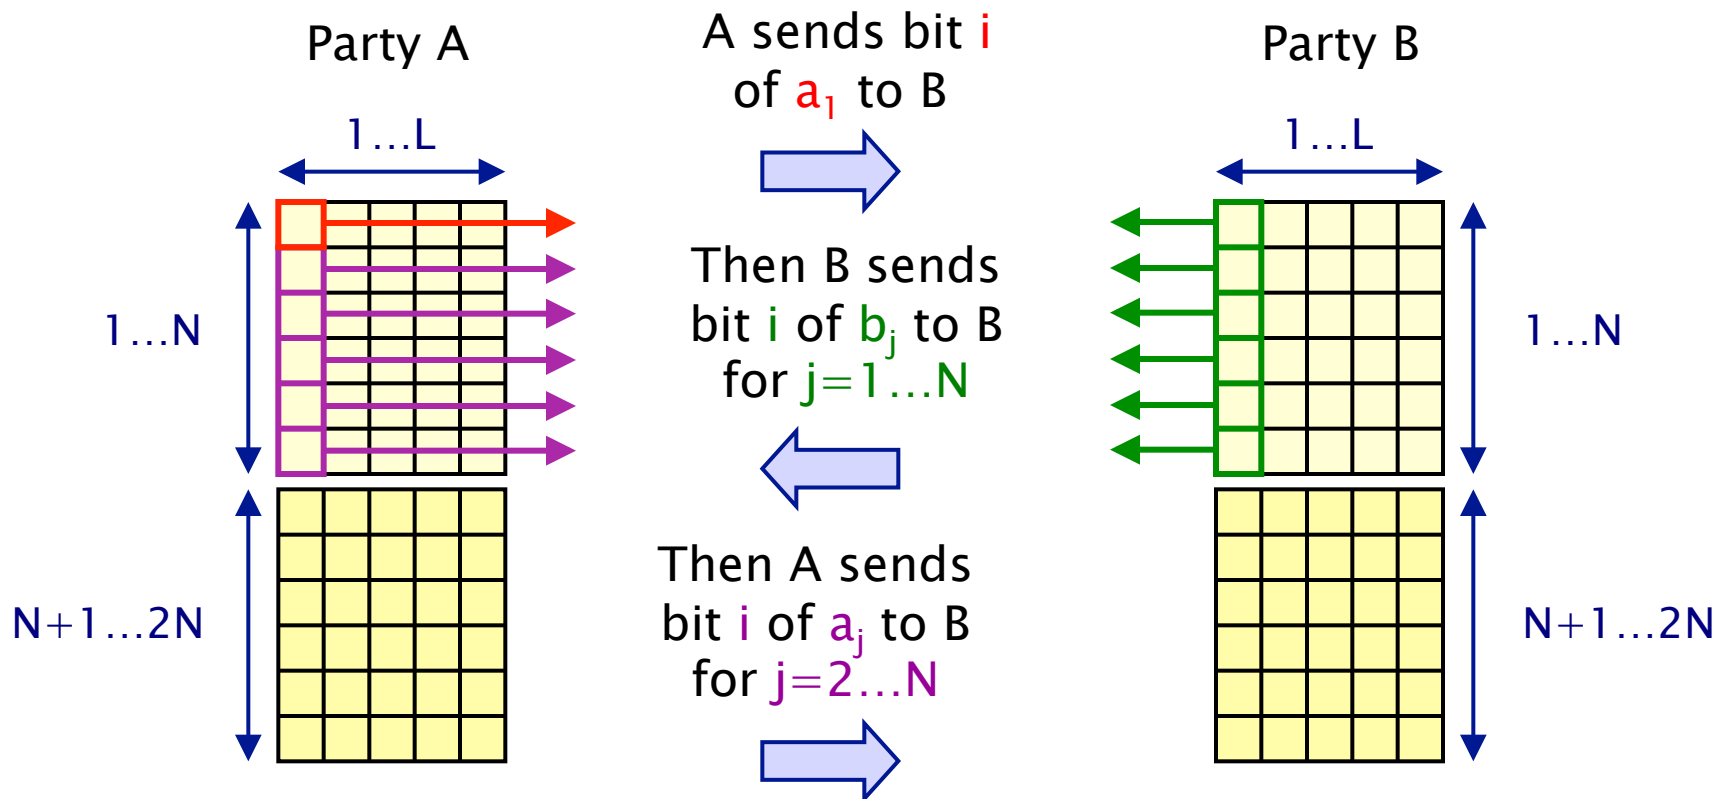 Party A
A sends bit i
of a₁ to B
Party B
1...L
1...L
1...N
Then B sends
bit i of bⱼ to B
for j=1...N
1...N
N+1...2N
Then A sends
bit i of aⱼ to B
for j=2...N
N+1...2N